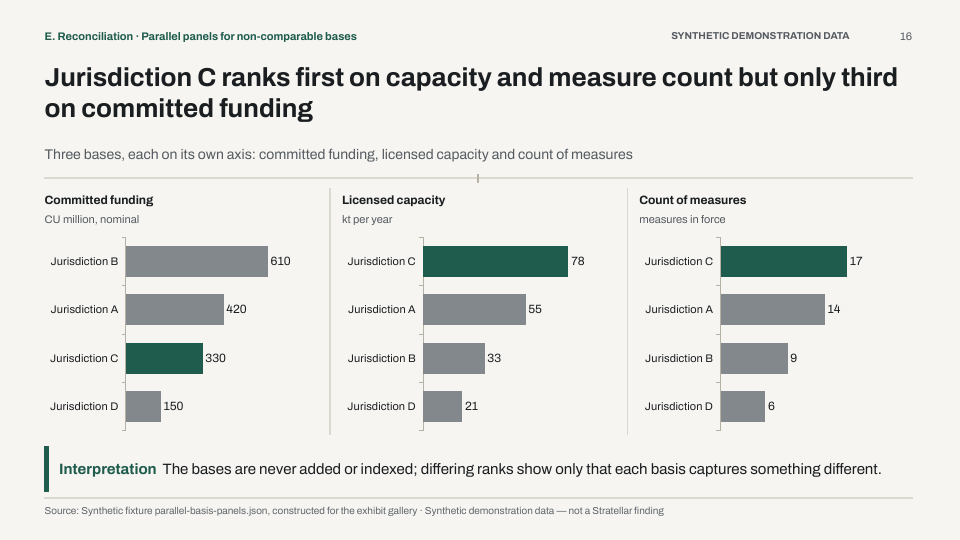 E. Reconciliation · Parallel panels for non-comparable bases
SYNTHETIC DEMONSTRATION DATA
16
Jurisdiction C ranks first on capacity and measure count but only third
on committed funding
Three bases, each on its own axis: committed funding, licensed capacity and count of measures
Committed funding
CU million, nominal
Jurisdiction B 610
Jurisdiction A 420
Jurisdiction C 330
Jurisdiction D 150
Licensed capacity
kt per year
Jurisdiction C 78
Jurisdiction A 55
Jurisdiction B 33
Jurisdiction D 21
Count of measures
measures in force
Jurisdiction C 17
Jurisdiction A 14
Jurisdiction B 9
Jurisdiction D 6
Interpretation The bases are never added or indexed; differing ranks show only that each basis captures something different.
Source: Synthetic fixture parallel-basis-panels.json, constructed for the exhibit gallery · Synthetic demonstration data — not a Stratellar finding